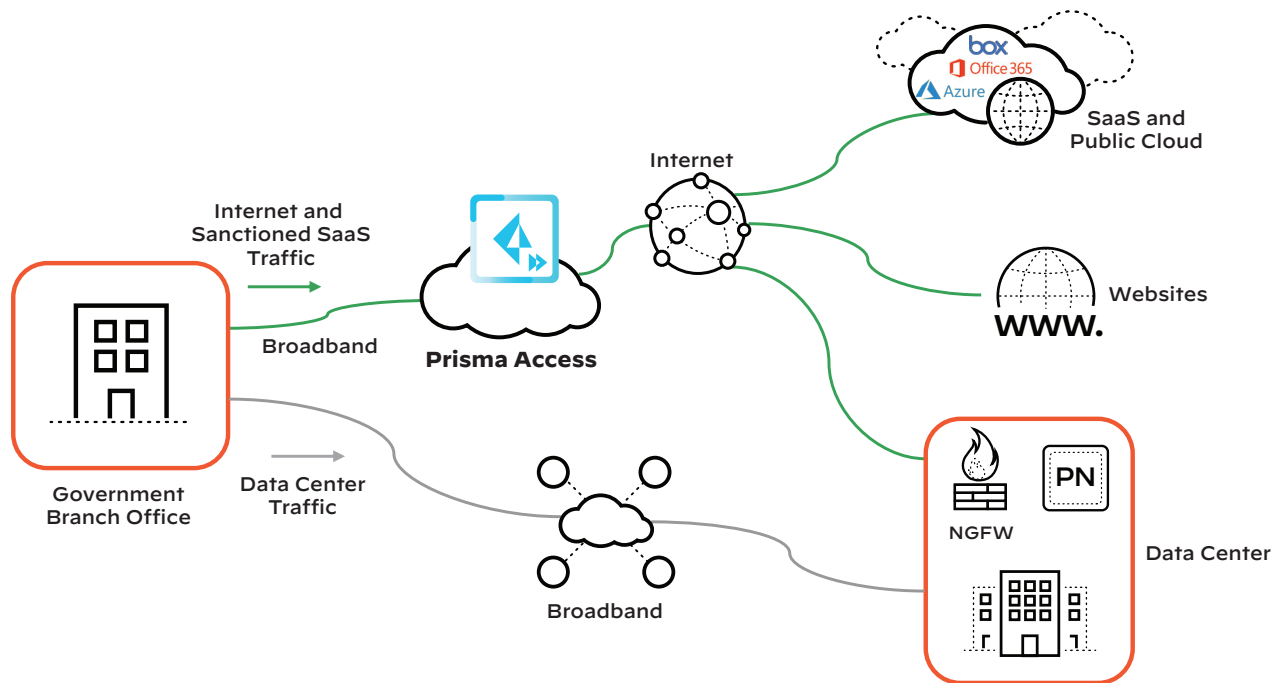 box
Office 365
Azure
SaaS and
Public Cloud
Internet
Internet and
Sanctioned SaaS
Traffic
Broadband
Prisma Access
Websites
WWW.
Government
Branch Office
Data Center
Traffic
Broadband
PN
NGFW
Data Center